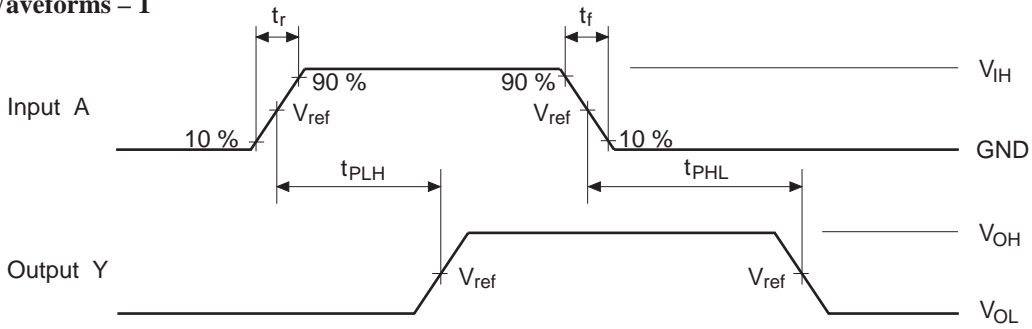 Waveforms – 1
tr tf
90 % 90 % VIH
Input A Vref Vref
10 % 10 % GND
tPLH tPHL
VOH
Output Y Vref Vref
VOL